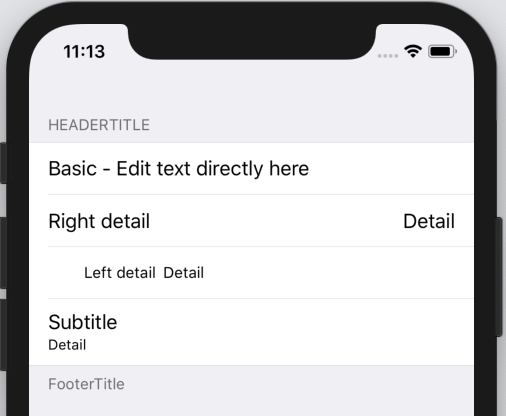 11:13
HEADERTITLE
Basic - Edit text directly here
Right detail Detail
Left detail Detail
Subtitle
Detail
FooterTitle